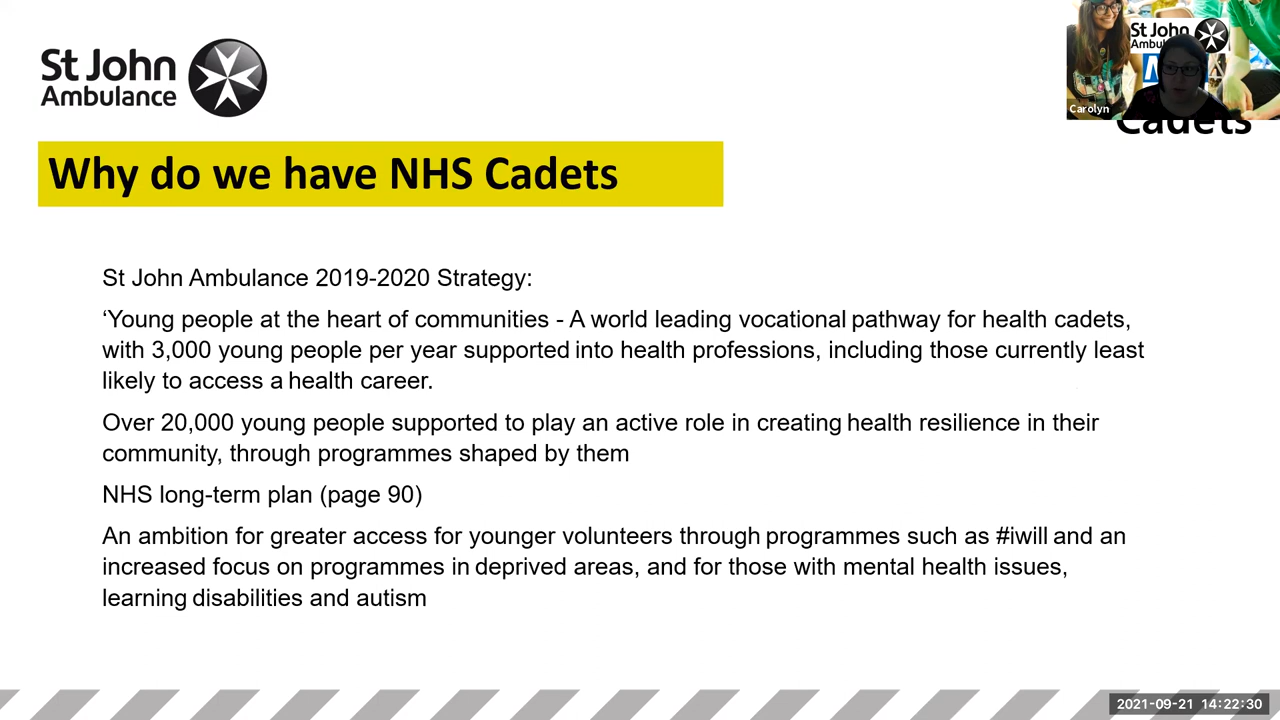 St John
Ambulance
St John
Ambul
Carolyn
Cadets
Why do we have NHS Cadets
St John Ambulance 2019-2020 Strategy:
‘Young people at the heart of communities - A world leading vocational pathway for health cadets,
with 3,000 young people per year supported into health professions, including those currently least
likely to access a health career.
Over 20,000 young people supported to play an active role in creating health resilience in their
community, through programmes shaped by them
NHS long-term plan (page 90)
An ambition for greater access for younger volunteers through programmes such as #iwill and an
increased focus on programmes in deprived areas, and for those with mental health issues,
learning disabilities and autism
2021-09-21 14:22:30